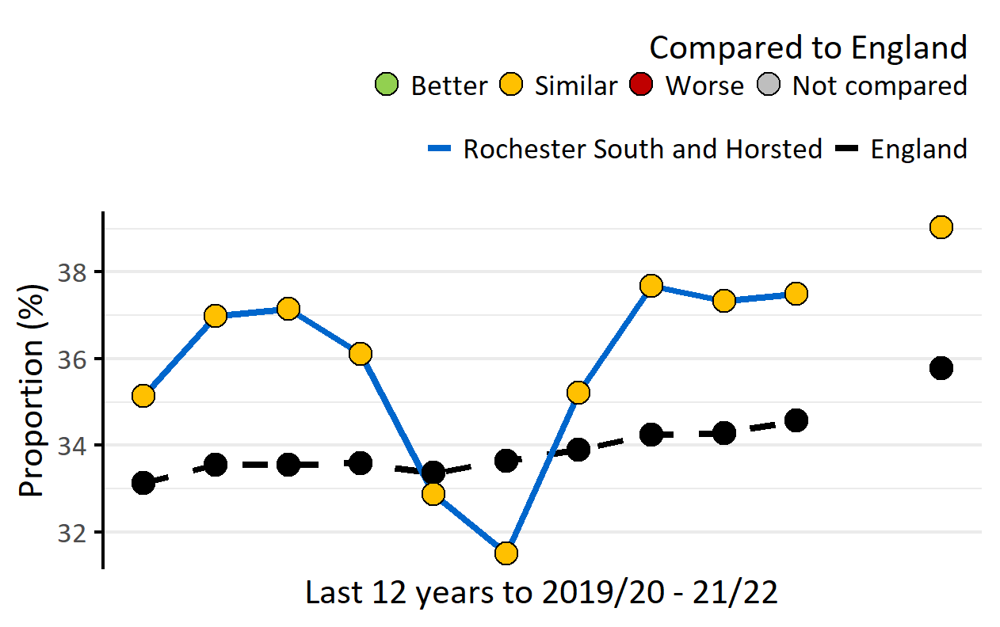 Compared to England
Better Similar Worse Not compared
Rochester South and Horsted England
Proportion (%)
38
36
34
32
Last 12 years to 2019/20 - 21/22